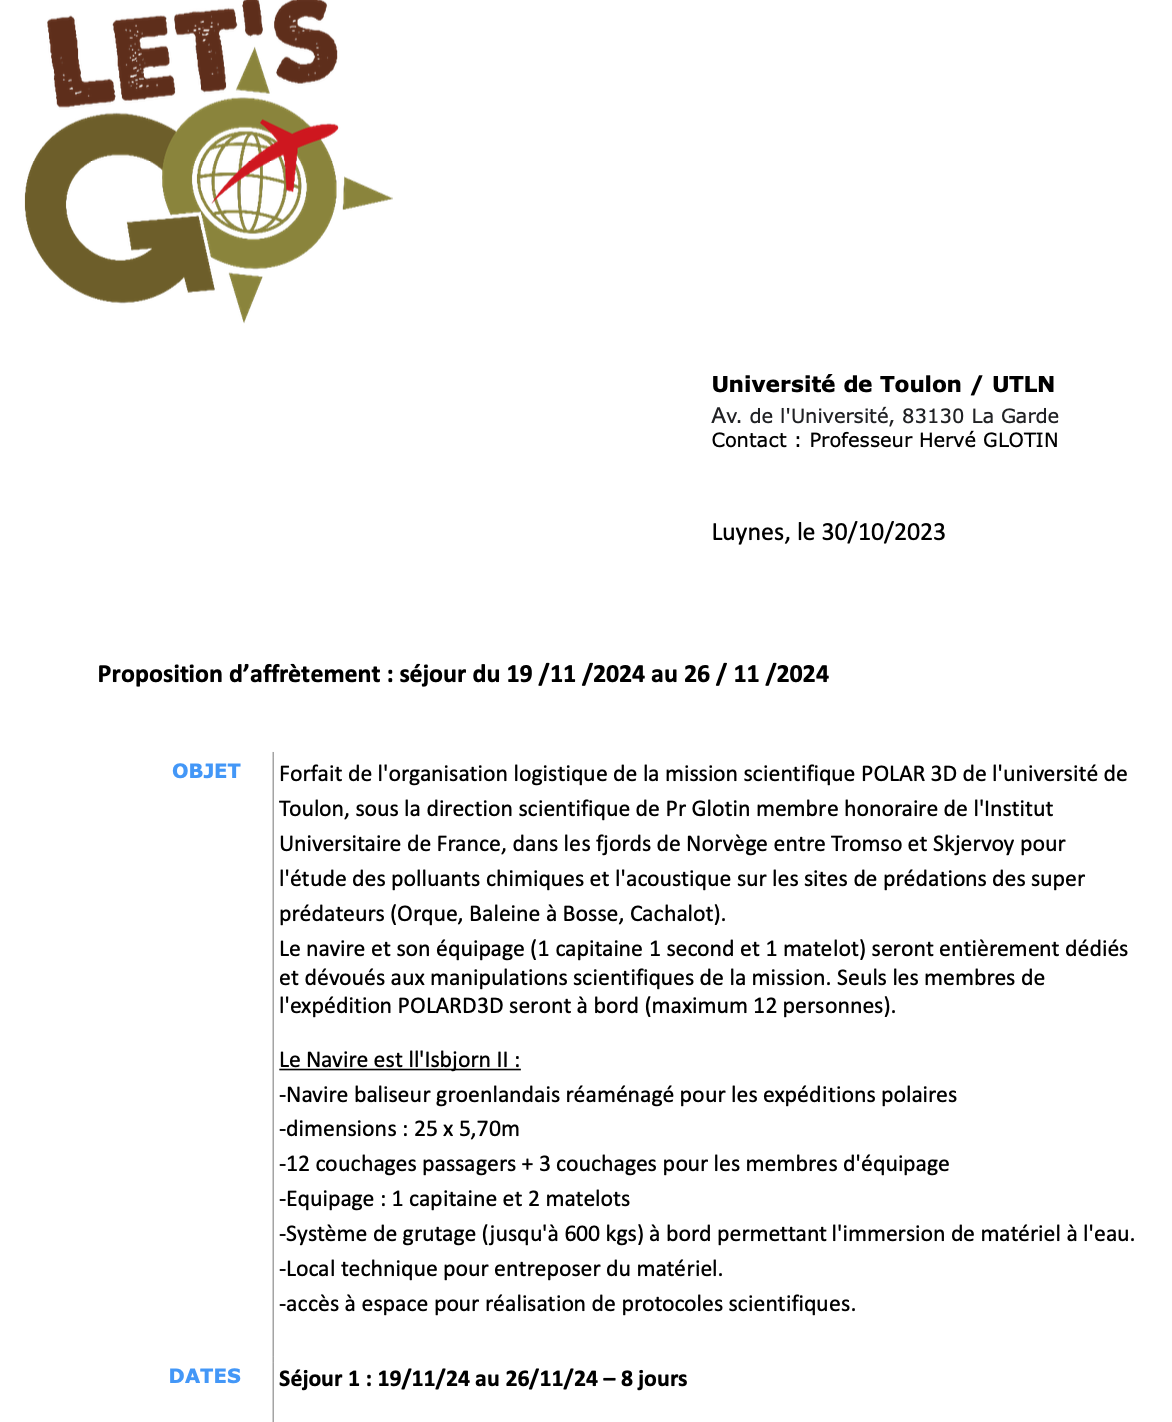 LET'S
GO
Université de Toulon / UTLN
Av. de l'Université, 83130 La Garde
Contact : Professeur Hervé GLOTIN
Luynes, le 30/10/2023
Proposition d’affrètement : séjour du 19 /11 /2024 au 26 / 11 /2024
OBJET
Forfait de l'organisation logistique de la mission scientifique POLAR 3D de l'université de
Toulon, sous la direction scientifique de Pr Glotin membre honoraire de l'Institut
Universitaire de France, dans les fjords de Norvège entre Tromso et Skjervoy pour
l'étude des polluants chimiques et l'acoustique sur les sites de prédations des super
prédateurs (Orque, Baleine à Bosse, Cachalot).
Le navire et son équipage (1 capitaine 1 second et 1 matelot) seront entièrement dédiés
et dévoués aux manipulations scientifiques de la mission. Seuls les membres de
l'expédition POLARD3D seront à bord (maximum 12 personnes).
Le Navire est ll'Isbjorn II :
-Navire baliseur groenlandais réaménagé pour les expéditions polaires
-dimensions : 25 x 5,70m
-12 couchages passagers + 3 couchages pour les membres d'équipage
-Equipage : 1 capitaine et 2 matelots
-Système de grutage (jusqu'à 600 kgs) à bord permettant l'immersion de matériel à l'eau.
-Local technique pour entreposer du matériel.
-accès à espace pour réalisation de protocoles scientifiques.
DATES
Séjour 1 : 19/11/24 au 26/11/24 – 8 jours